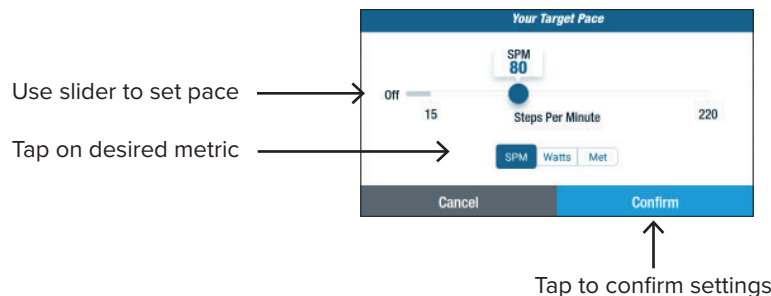 Your Target Pace
SPM
80
Use slider to set pace
Off
15
Steps Per Minute
220
Tap on desired metric
SPM Watts Met
Cancel Confirm
Tap to confirm settings